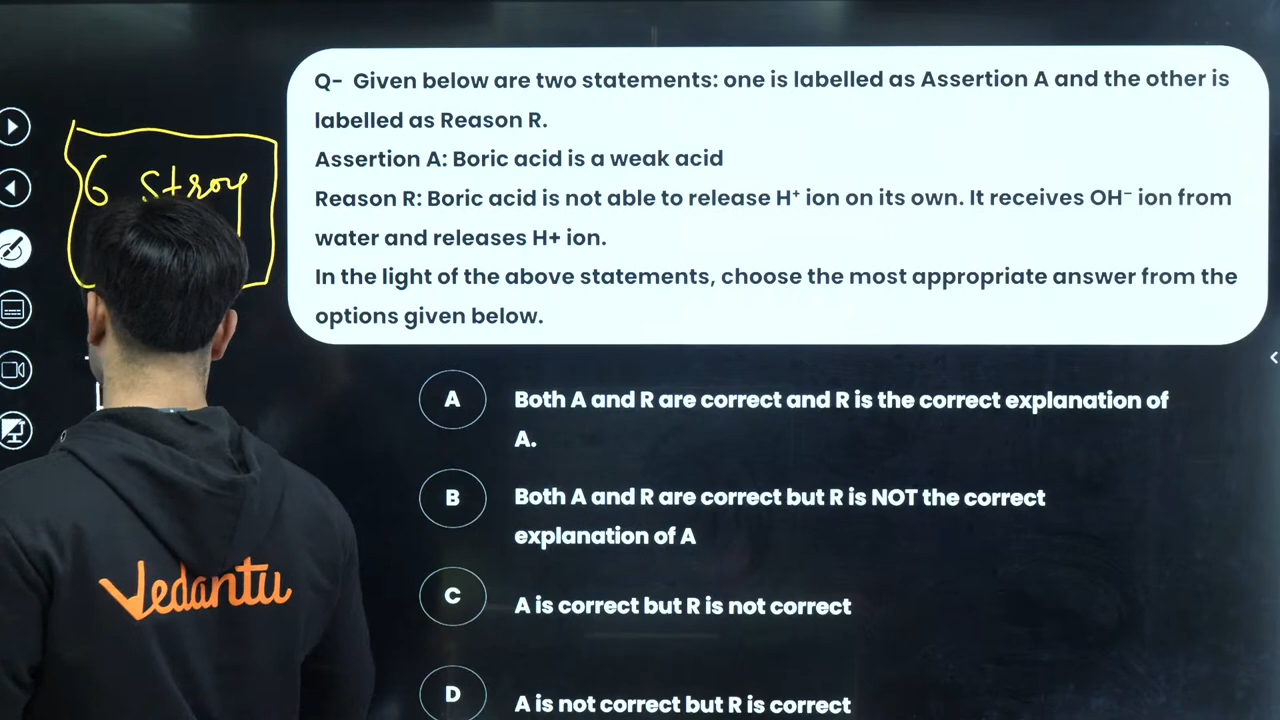 Q- Given below are two statements: one is labelled as Assertion A and the other is
labelled as Reason R.
Assertion A: Boric acid is a weak acid
Reason R: Boric acid is not able to release H⁺ ion on its own. It receives OH⁻ ion from
water and releases H+ ion.
In the light of the above statements, choose the most appropriate answer from the
options given below.
6 Strog
A Both A and R are correct and R is the correct explanation of
A.
B Both A and R are correct but R is NOT the correct
explanation of A
C A is correct but R is not correct
D A is not correct but R is correct
Vedantu